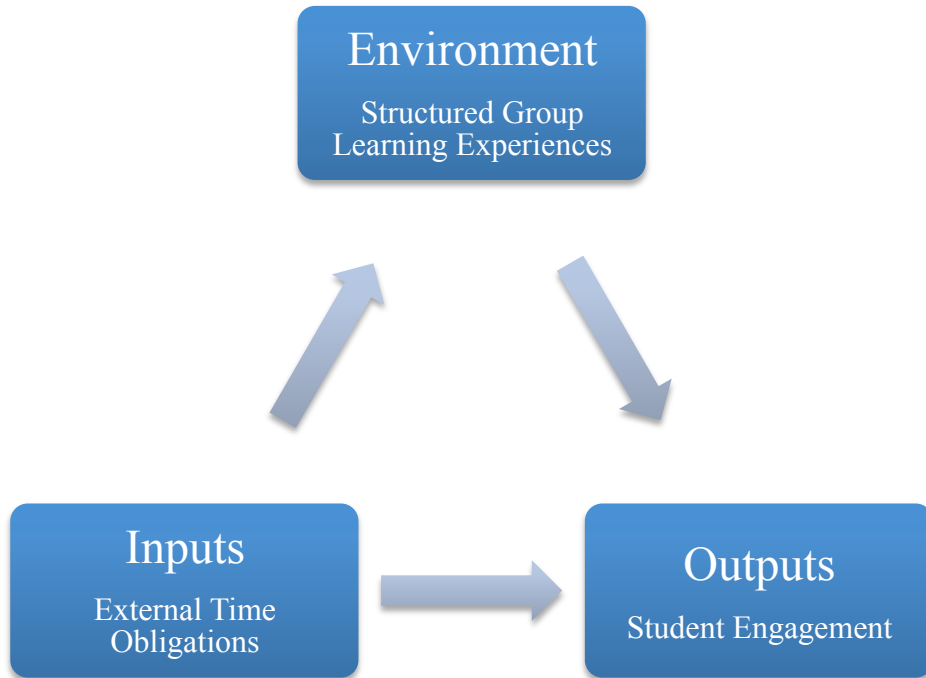 Environment
Structured Group
Learning Experiences
Inputs
External Time
Obligations
Outputs
Student Engagement